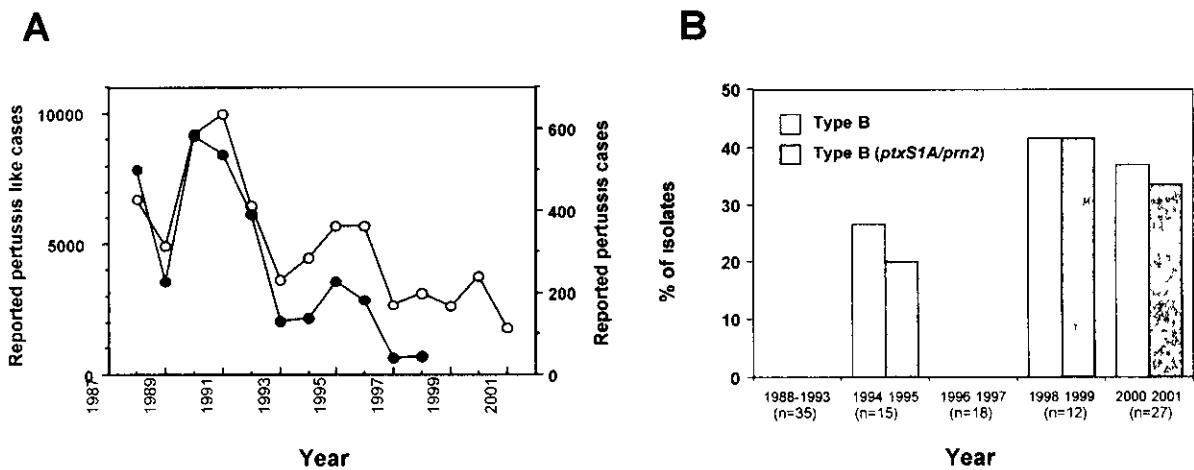 A
B
Reported pertussis like cases
10000
5000
0
600
400
200
0
Reported pertussis cases
1987
1989
1991
1993
1995
1997
1999
2001
Year
% of isolates
50
40
30
20
10
0
Type B
Type B (ptxS1A/prn2)
1988-1993 1994 1995 1996 1997 1998 1999 2000 2001
(n=35) (n=15) (n=18) (n=12) (n=27)
Year